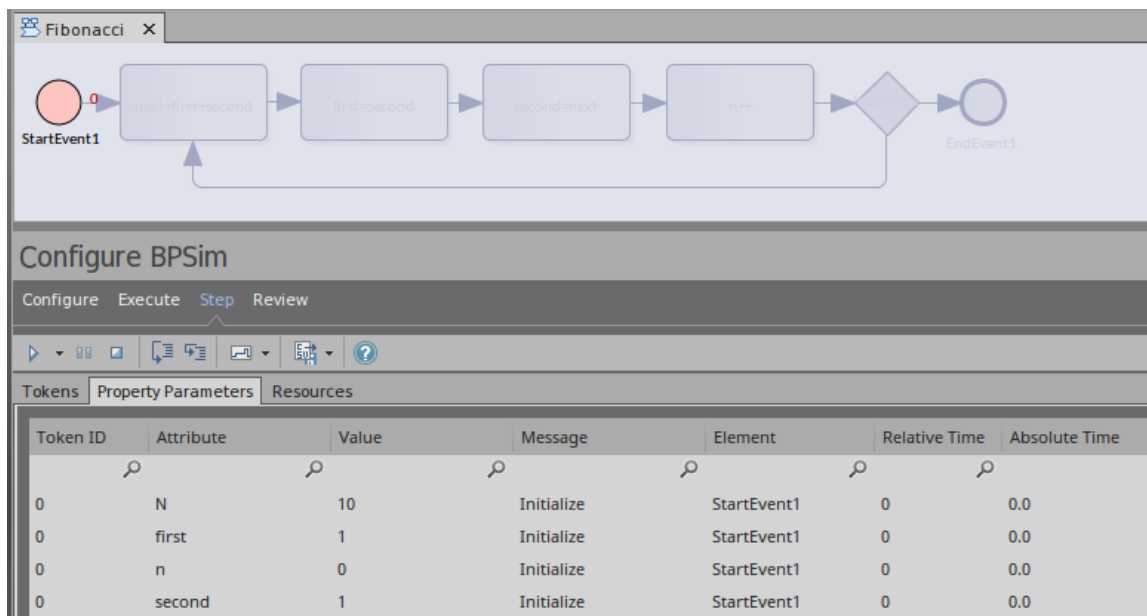 Fibonacci
0
next=first+second
first=second
second=next
n++
StartEvent1
EndEvent1
Configure BPSim
Configure Execute Step Review
Tokens Property Parameters Resources
Token ID Attribute Value Message Element Relative Time Absolute Time
0 N 10 Initialize StartEvent1 0 0.0
0 first 1 Initialize StartEvent1 0 0.0
0 n 0 Initialize StartEvent1 0 0.0
0 second 1 Initialize StartEvent1 0 0.0